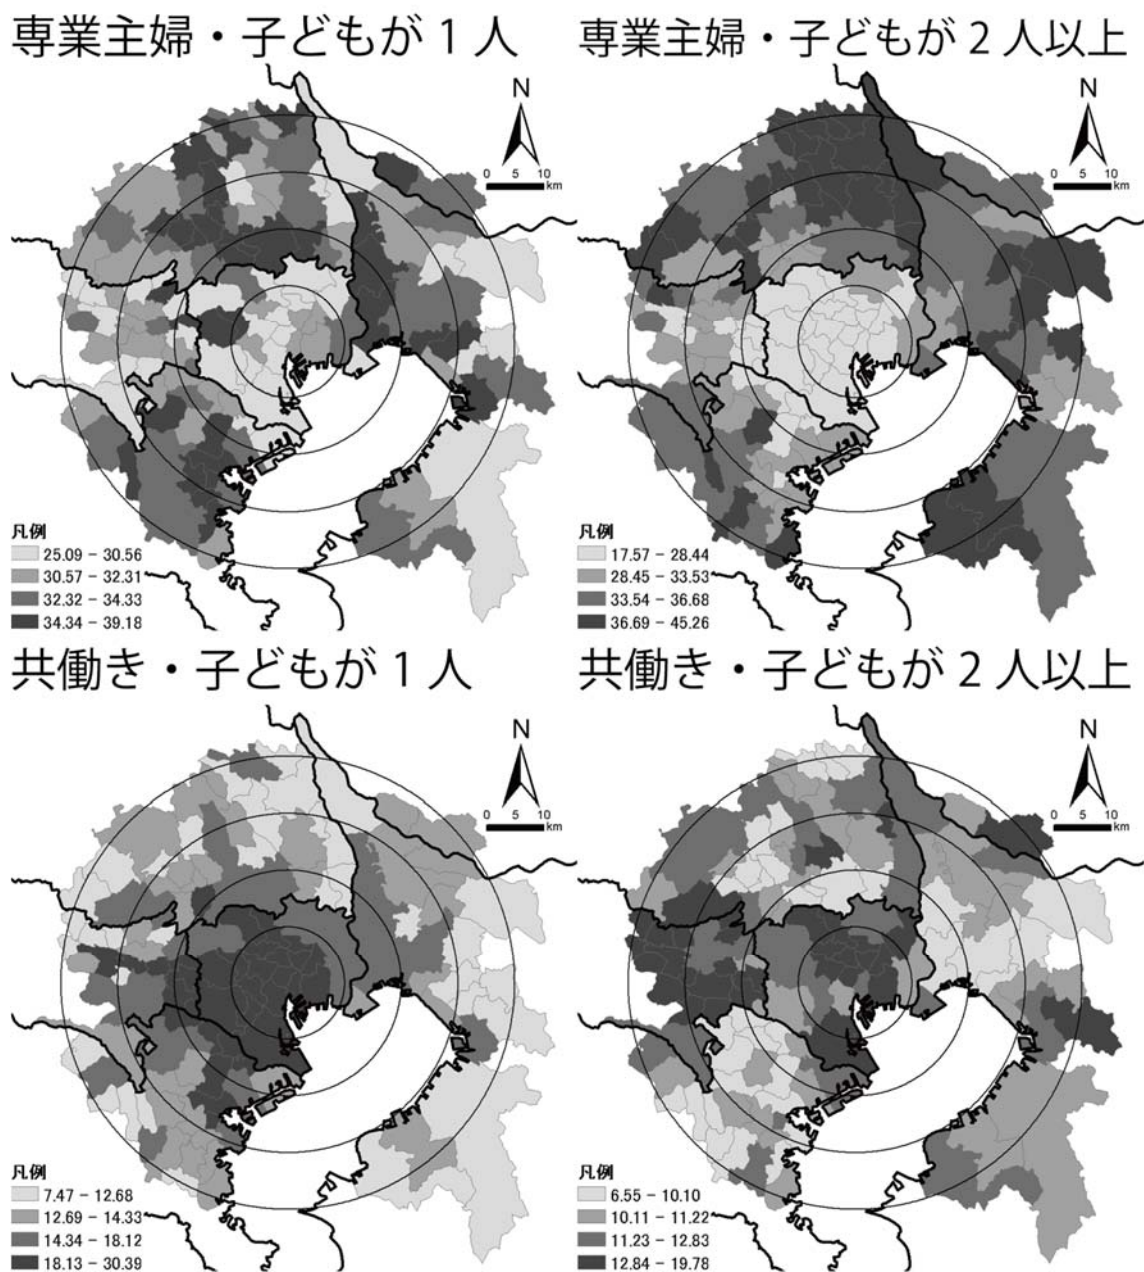 専業主婦・子どもが 1 人
N
0 5 10
km
凡例
25.09 - 30.56
30.57 - 32.31
32.32 - 34.33
34.34 - 39.18
専業主婦・子どもが 2 人以上
N
0 5 10
km
凡例
17.57 - 28.44
28.45 - 33.53
33.54 - 36.68
36.69 - 45.26
共働き・子どもが 1 人
N
0 5 10
km
凡例
7.47 - 12.68
12.69 - 14.33
14.34 - 18.12
18.13 - 30.39
共働き・子どもが 2 人以上
N
0 5 10
km
凡例
6.55 - 10.10
10.11 - 11.22
11.23 - 12.83
12.84 - 19.78